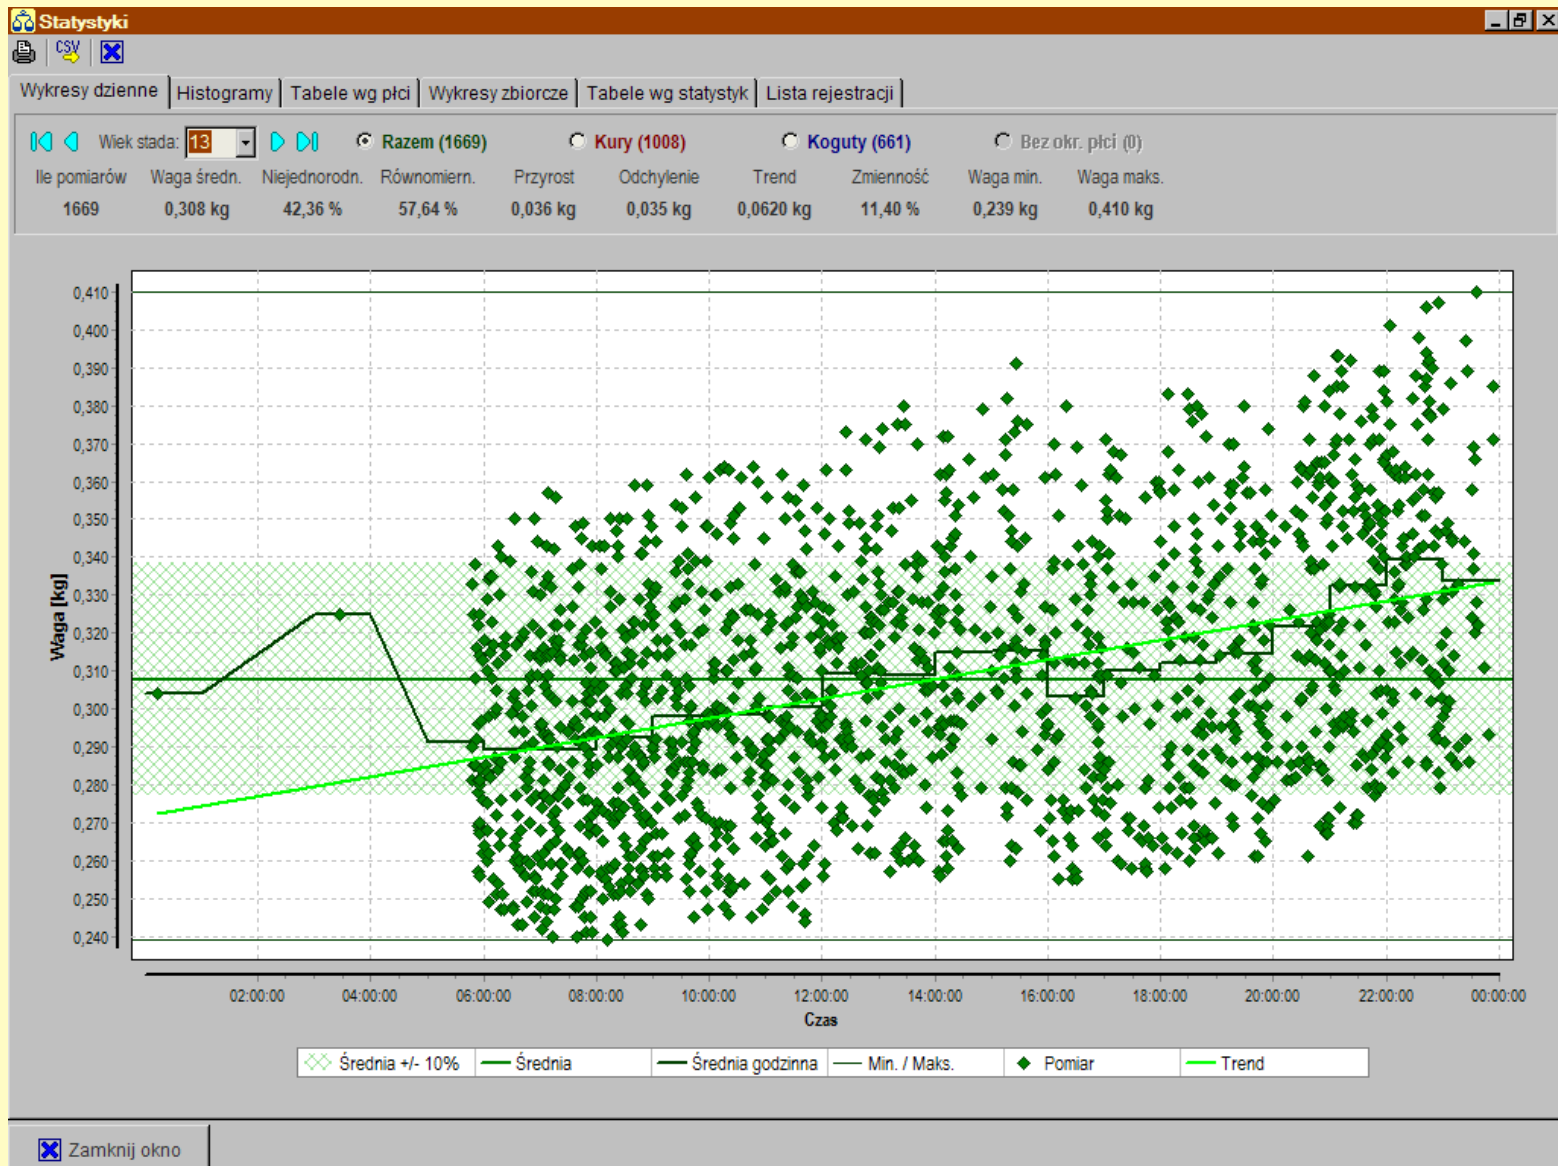 Statystyki
CSV
Wykresy dzienne Histogramy Tabele wg płci Wykresy zbiorcze Tabele wg statystyk Lista rejestracji
Wiek stada: 13 Razem (1669) Kury (1008) Koguty (661) Bez okr. płci (0)
Ile pomiarów Waga średn. Niejednorodn. Równomiern. Przyrost Odchylenie Trend Zmienność Waga min. Waga maks.
1669 0,308 kg 42,36 % 57,64 % 0,036 kg 0,035 kg 0,0620 kg 11,40 % 0,239 kg 0,410 kg
0,410
0,400
0,390
0,380
0,370
0,360
0,350
0,340
0,330
0,320
0,310
0,300
0,290
0,280
0,270
0,260
0,250
0,240
Waga [kg]
02:00:00 04:00:00 06:00:00 08:00:00 10:00:00 12:00:00 14:00:00 16:00:00 18:00:00 20:00:00 22:00:00 00:00:00
Czas
Średnia +/- 10% Średnia Średnia godzinna Min. / Maks. Pomiar Trend
Zamknij okno